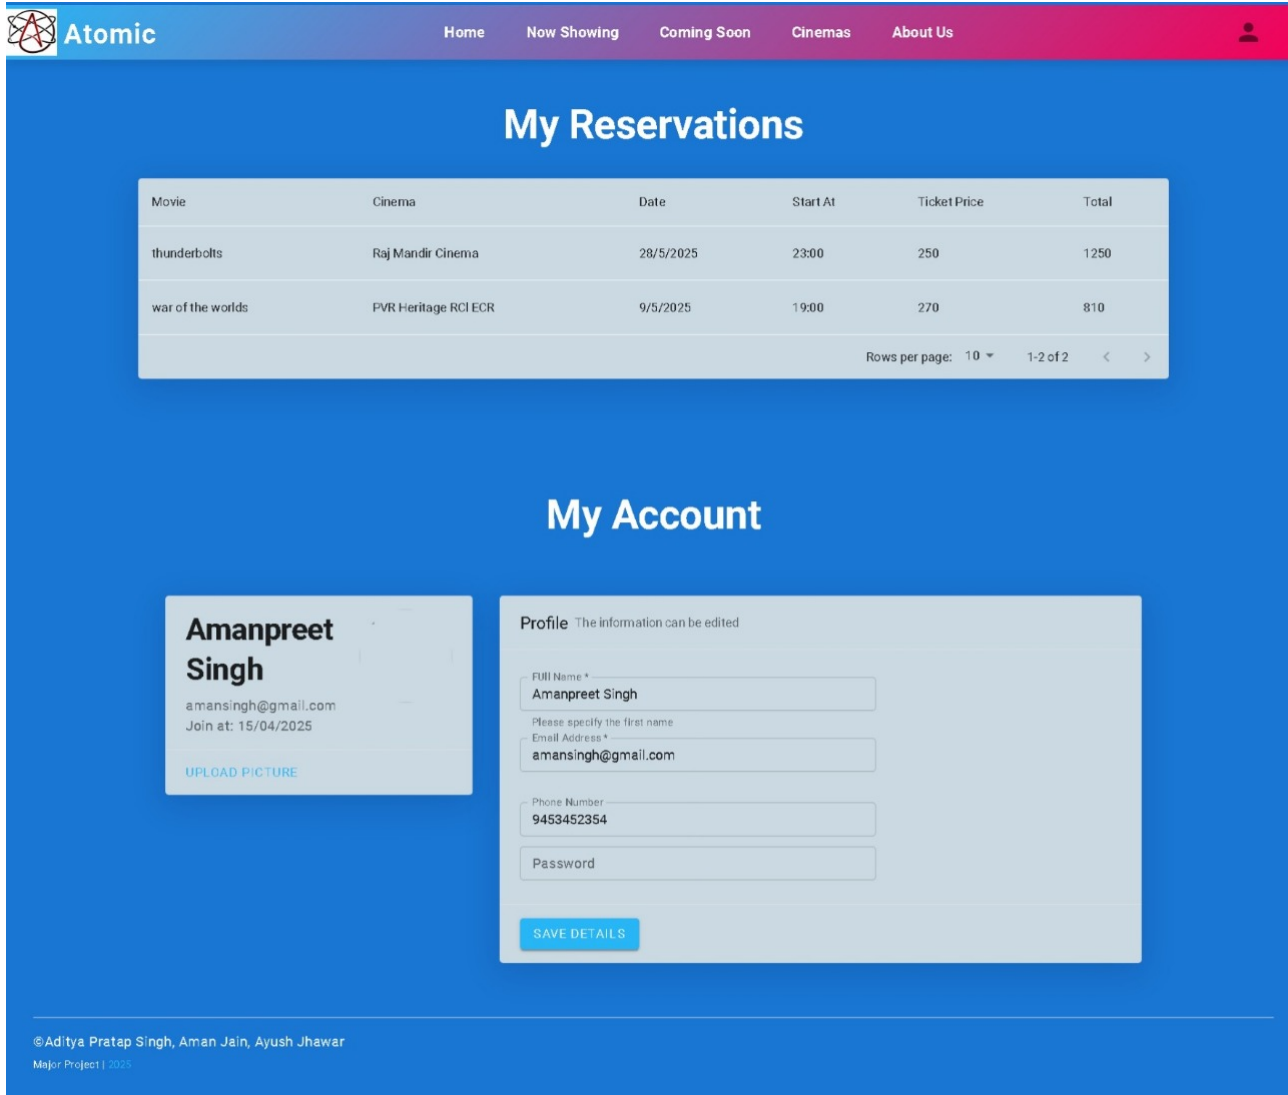 Atomic Home Now Showing Coming Soon Cinemas About Us
My Reservations
Movie Cinema Date Start At Ticket Price Total
thunderbolts Raj Mandir Cinema 28/5/2025 23:00 250 1250
war of the worlds PVR Heritage RCl ECR 9/5/2025 19:00 270 810
Rows per page: 10 1-2 of 2
My Account
Amanpreet
Singh
amansingh@gmail.com
Join at: 15/04/2025
UPLOAD PICTURE
Profile The information can be edited
FUll Name *
Amanpreet Singh
Please specify the first name
Email Address *
amansingh@gmail.com
Phone Number
9453452354
Password
SAVE DETAILS
©Aditya Pratap Singh, Aman Jain, Ayush Jhawar
Major Project | 2025